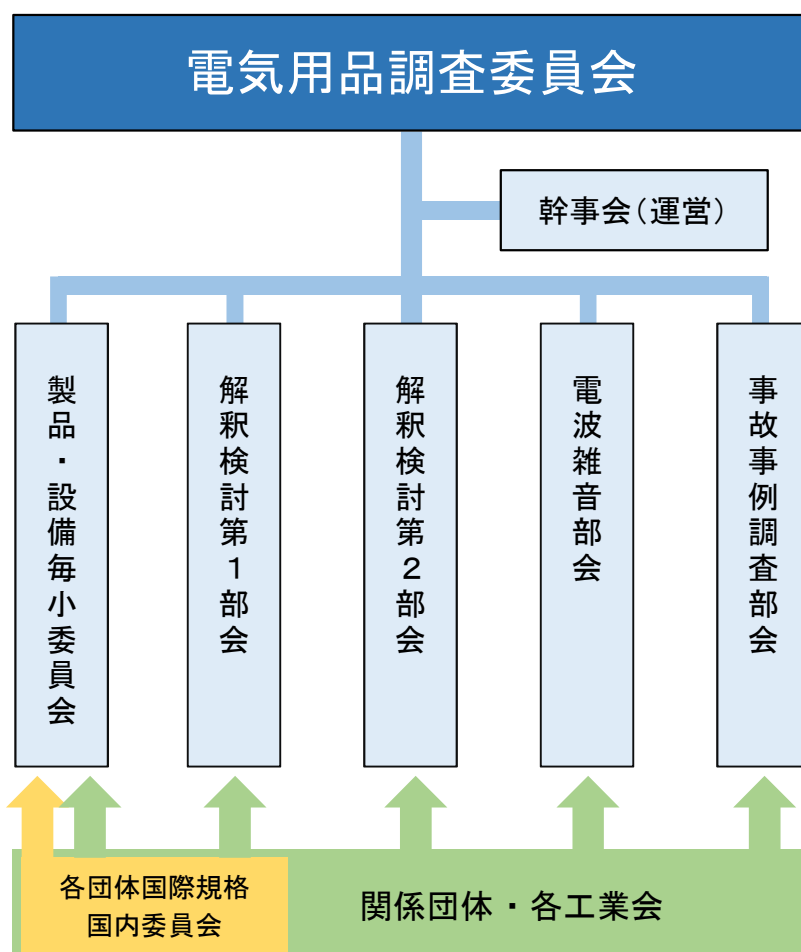 電気用品調査委員会
幹事会（運営）
製品・設備毎小委員会
解釈検討第１部会
解釈検討第２部会
電波雑音部会
事故事例調査部会
各団体国際規格
国内委員会
関係団体・各工業会